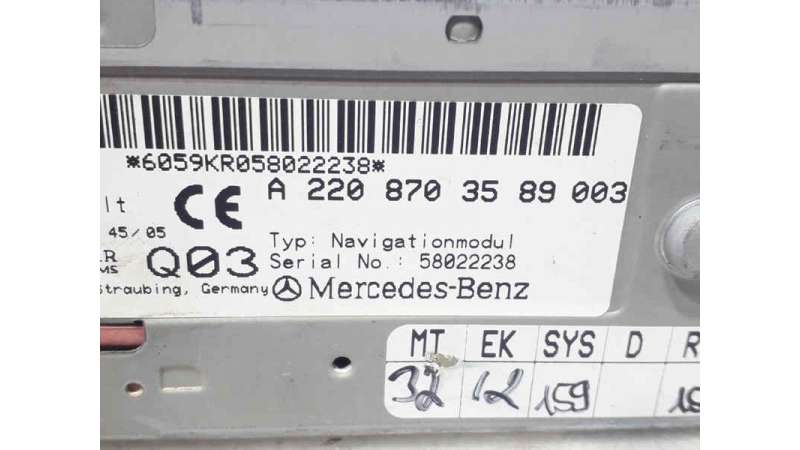 *6059KR058022238*
A 220 870 35 89 003
lt
CE
45/05
Typ: Navigationmodul
Q03
Serial No.: 58022238
straubing, Germany
Mercedes-Benz
MT EK SYS D R
32 12 159